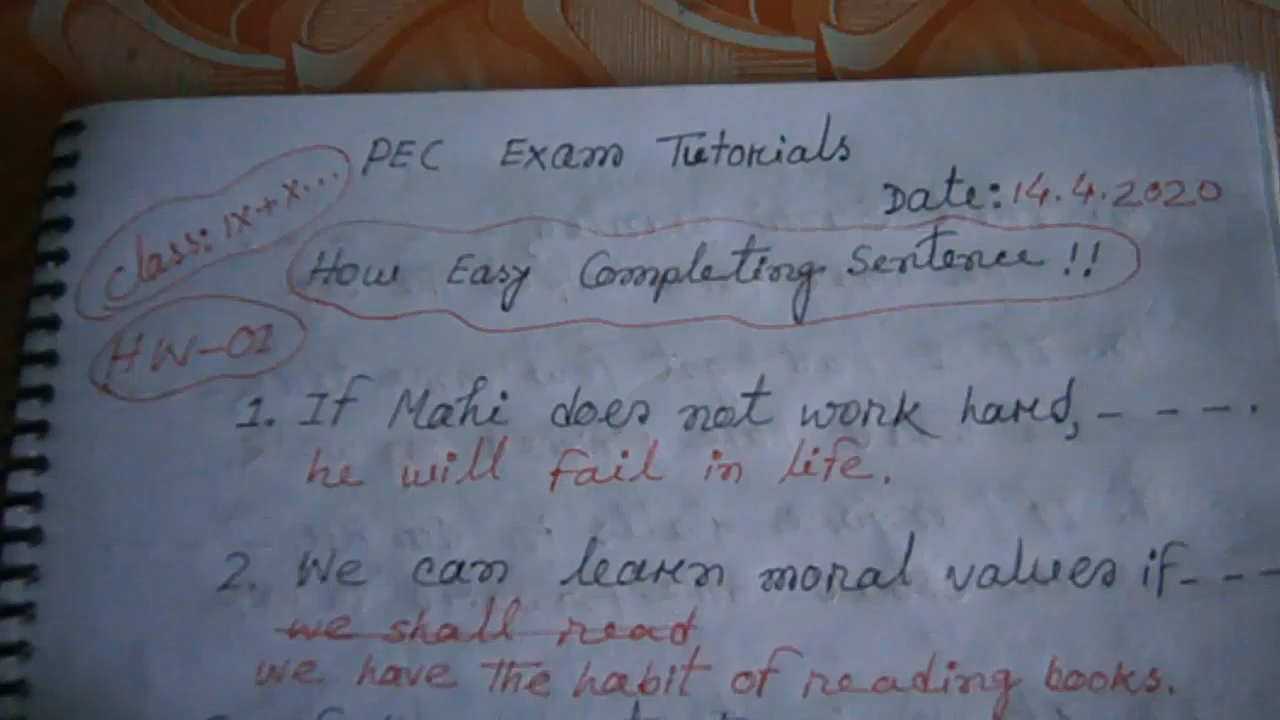 PEC Exam Tutorials
Date: 14.4.2020
Class: IX + X...
How Easy Completing Sentence !!
HW-01
1. If Mahi does not work hard, - - - .
he will fail in life.
2. We can learn moral values if - - -
we shall read
we have the habit of reading books.